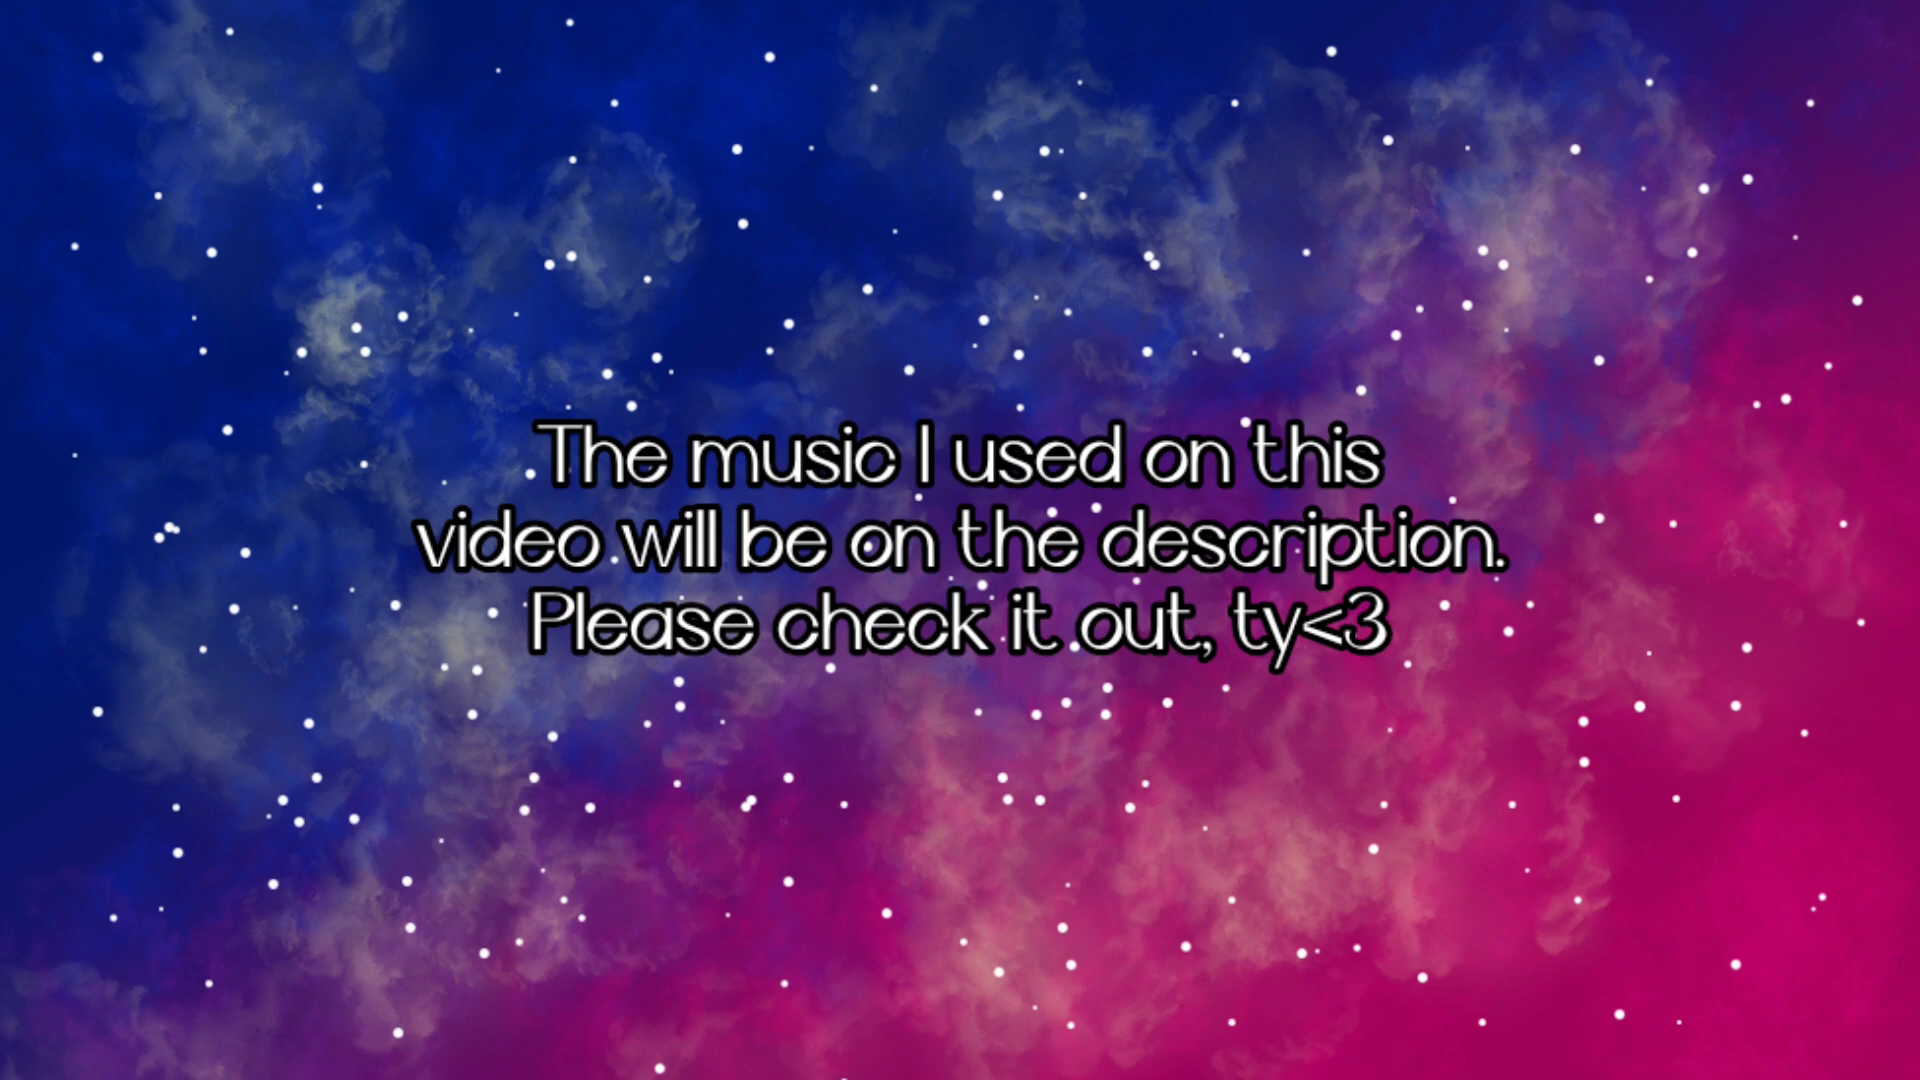 The music I used on this
video will be on the description.
Please check it out, ty<3